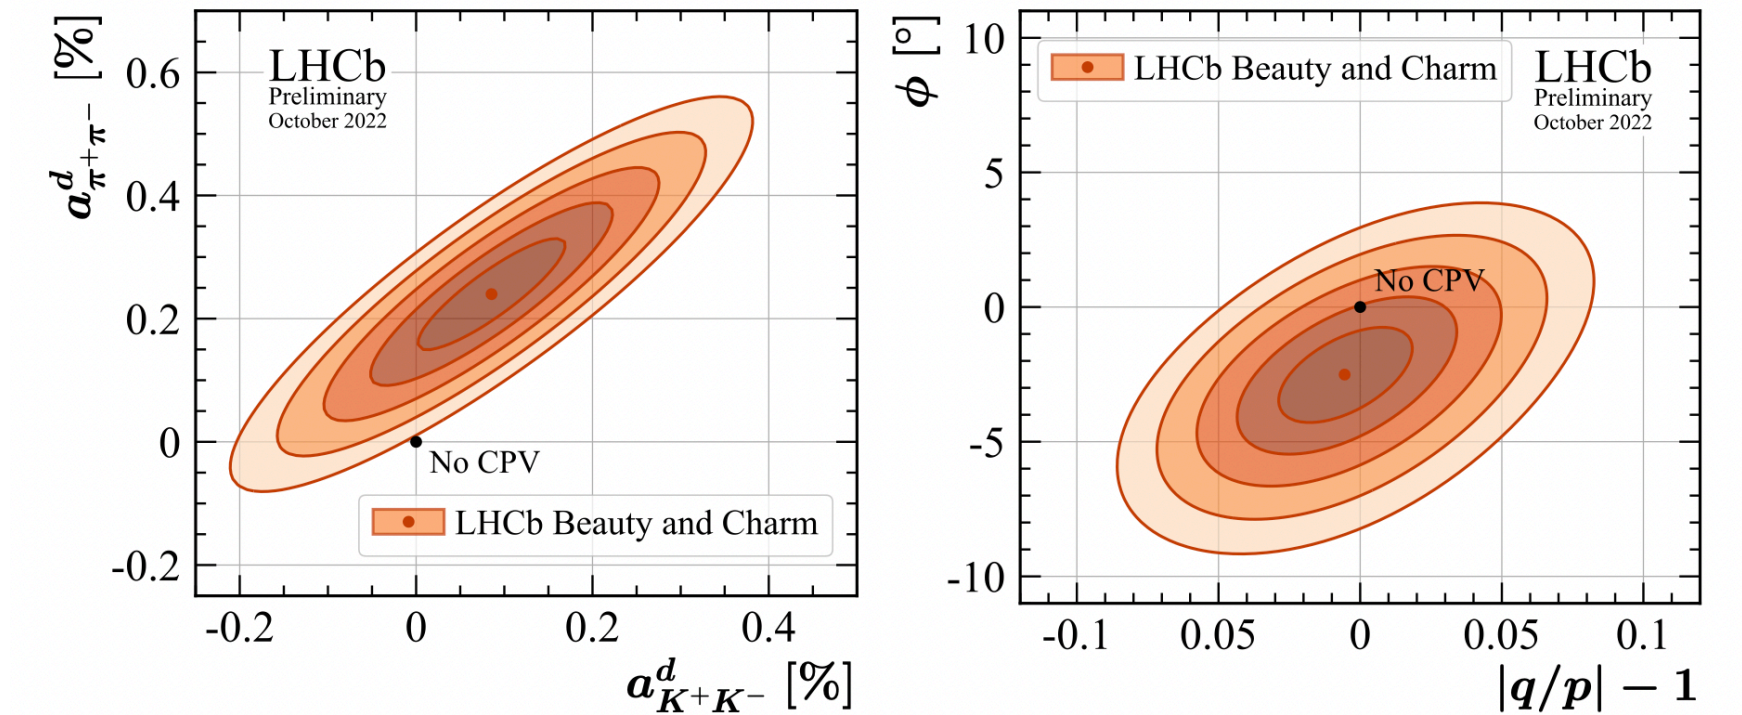 a^d_{π+π−} [%]
LHCb
Preliminary
October 2022
0.6
0.4
0.2
0
-0.2
No CPV
LHCb Beauty and Charm
-0.2 0 0.2 0.4
a^d_{K+K−} [%]
ϕ [°]
LHCb Beauty and Charm
LHCb
Preliminary
October 2022
10
5
0
-5
-10
No CPV
-0.1 0.05 0 0.05 0.1
|q/p| − 1